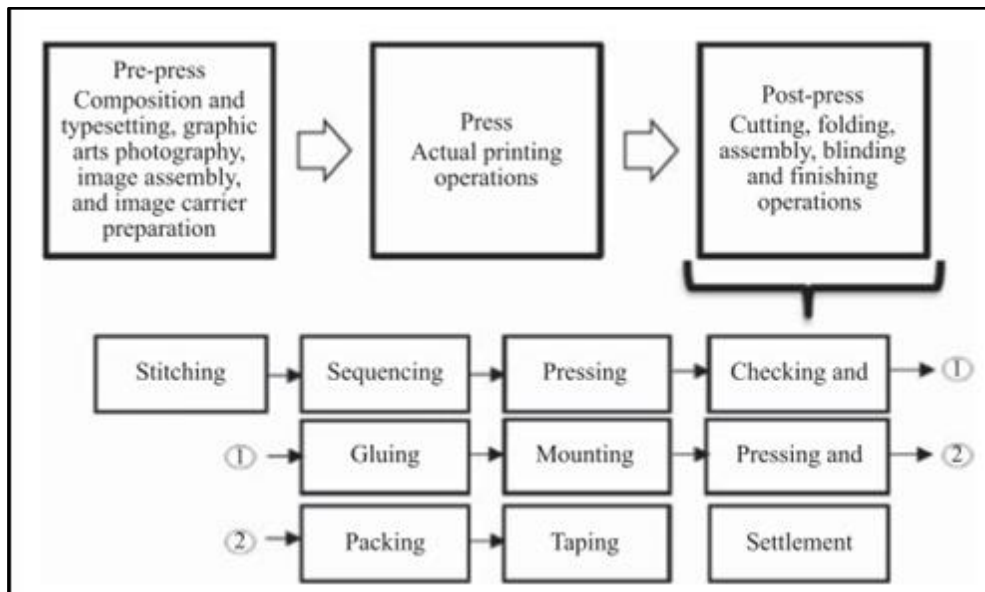 Pre-press
Composition and
typesetting, graphic
arts photography,
image assembly,
and image carrier
preparation
Press
Actual printing
operations
Post-press
Cutting, folding,
assembly, blinding
and finishing
operations
Stitching
Sequencing
Pressing
Checking and
1
1
Gluing
Mounting
Pressing and
2
2
Packing
Taping
Settlement